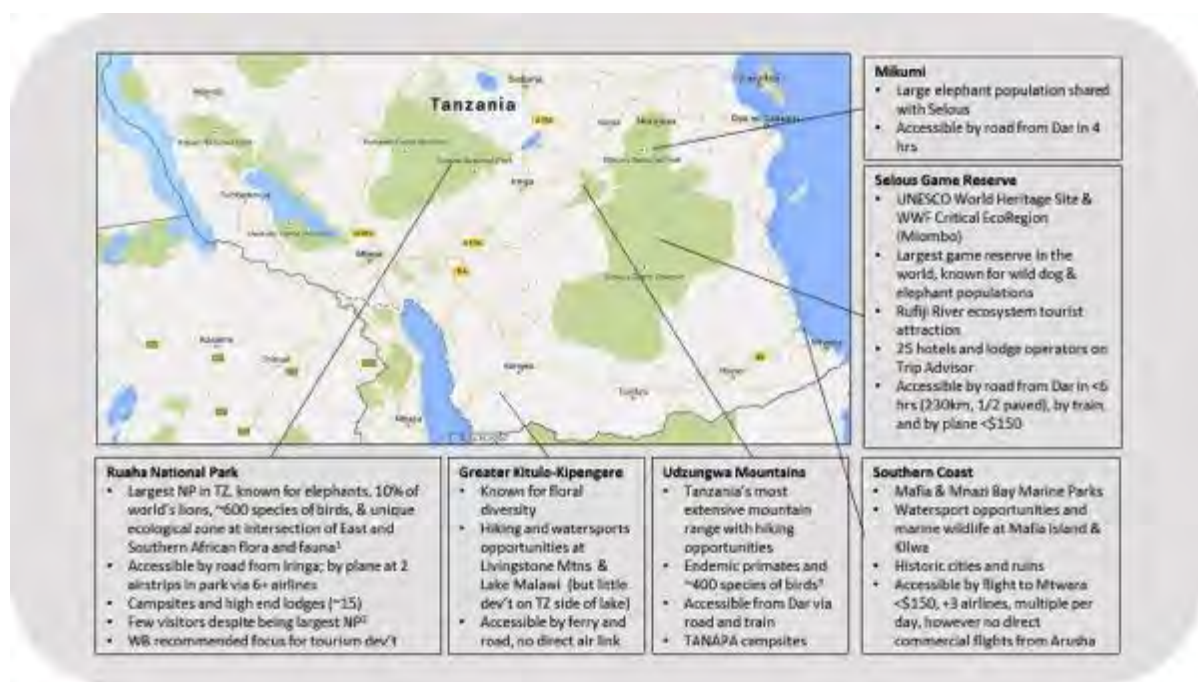 Tanzania
Iringa
Mbeya
Mikumi
• Large elephant population shared
with Selous
• Accessible by road from Dar in 4
hrs
Selous Game Reserve
• UNESCO World Heritage Site &
WWF Critical EcoRegion
(Miombo)
• Largest game reserve in the
world, known for wild dog &
elephant populations
• Rufiji River ecosystem tourist
attraction
• 25 hotels and lodge operators on
Trip Advisor
• Accessible by road from Dar in <6
hrs (230km, 1/2 paved), by train
and by plane <$150
Ruaha National Park
• Largest NP in TZ, known for elephants, 10% of
world's lions, ~600 species of birds, & unique
ecological zone at intersection of East and
Southern African flora and fauna¹
• Accessible by road from Iringa; by plane at 2
airstrips in park via 6+ airlines
• Campsites and high end lodges (~15)
• Few visitors despite being largest NP²
• WB recommended focus for tourism dev't
Greater Kitulo-Kipengere
• Known for floral
diversity
• Hiking and watersports
opportunities at
Livingstone Mtns &
Lake Malawi (but little
dev't on TZ side of lake)
• Accessible by ferry and
road, no direct air link
Udzungwa Mountains
• Tanzania's most
extensive mountain
range with hiking
opportunities
• Endemic primates and
~400 species of birds
• Accessible from Dar via
road and train
• TANAPA campsites
Southern Coast
• Mafia & Mnazi Bay Marine Parks
• Watersport opportunities and
marine wildlife at Mafia Island &
Kilwa
• Historic cities and ruins
• Accessible by flight to Mtwara
<$150, +3 airlines, multiple per
day, however no direct
commercial flights from Arusha